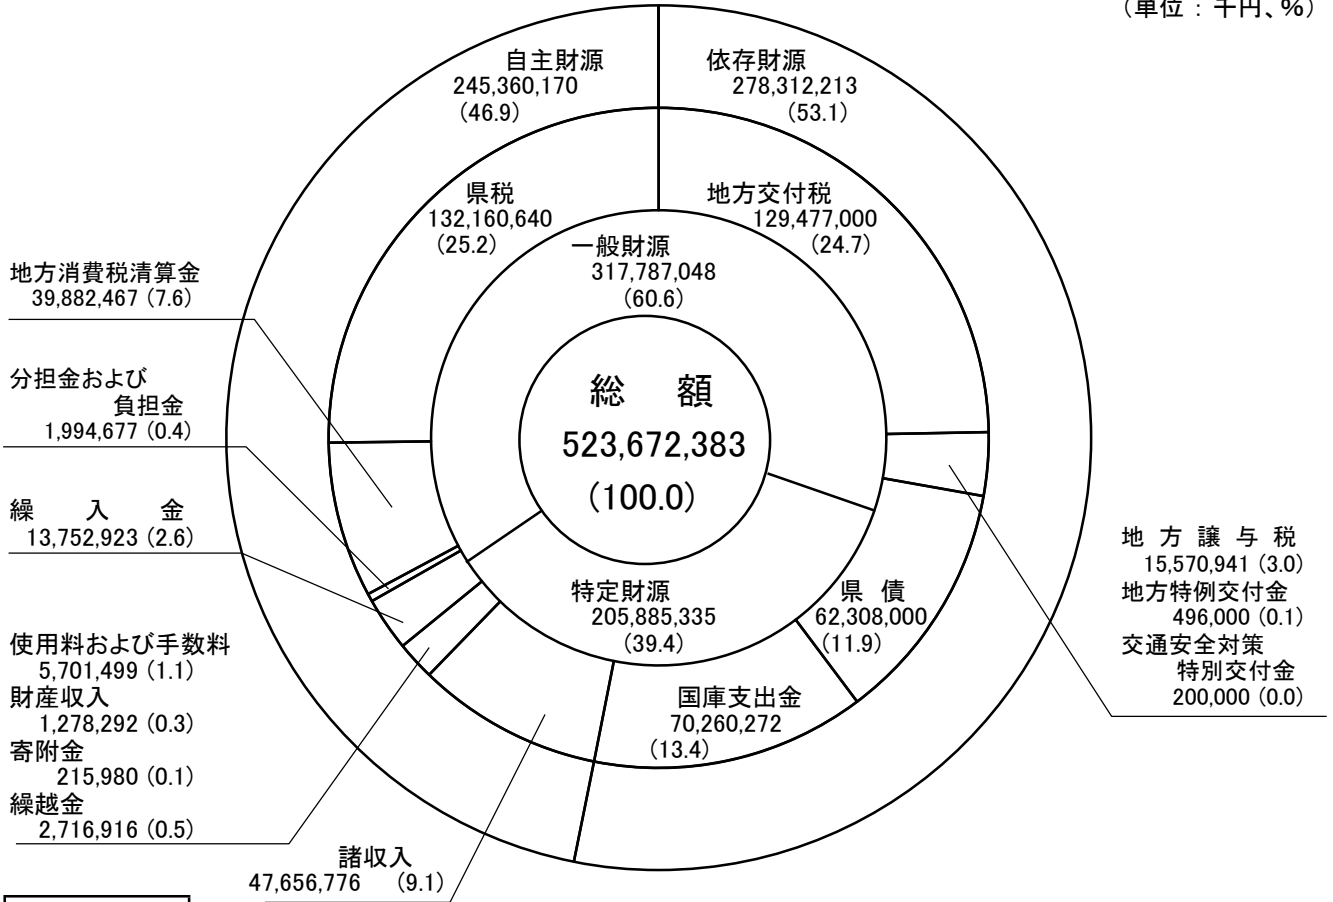 （単位：千円、％）
自主財源
245,360,170
（46.9）
依存財源
278,312,213
（53.1）
県税
132,160,640
（25.2）
地方交付税
129,477,000
（24.7）
一般財源
317,787,048
（60.6）
総　額
523,672,383
（100.0）
特定財源
205,885,335
（39.4）
県 債
62,308,000
（11.9）
国庫支出金
70,260,272
（13.4）
地方消費税清算金
39,882,467（7.6）
分担金および
負担金
1,994,677（0.4）
繰　入　金
13,752,923（2.6）
使用料および手数料
5,701,499（1.1）
財産収入
1,278,292（0.3）
寄附金
215,980（0.1）
繰越金
2,716,916（0.5）
諸収入
47,656,776　（9.1）
地 方 譲 与 税
15,570,941（3.0）
地方特例交付金
496,000（0.1）
交通安全対策
特別交付金
200,000（0.0）